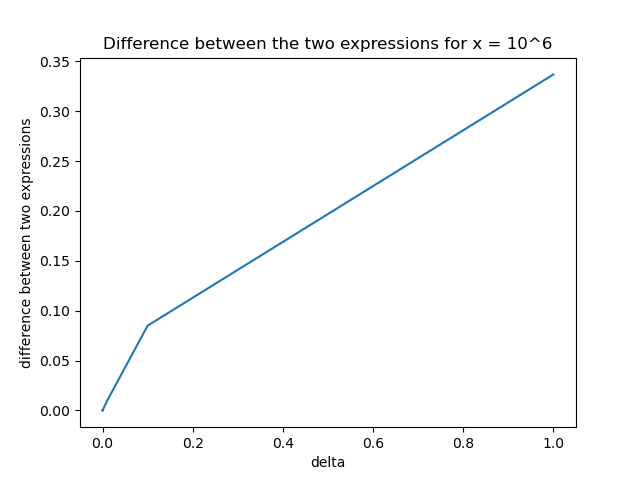 Difference between the two expressions for x = 10^6
0.35
0.30
0.25
0.20
0.15
0.10
0.05
0.00
difference between two expressions
0.0 0.2 0.4 0.6 0.8 1.0
delta